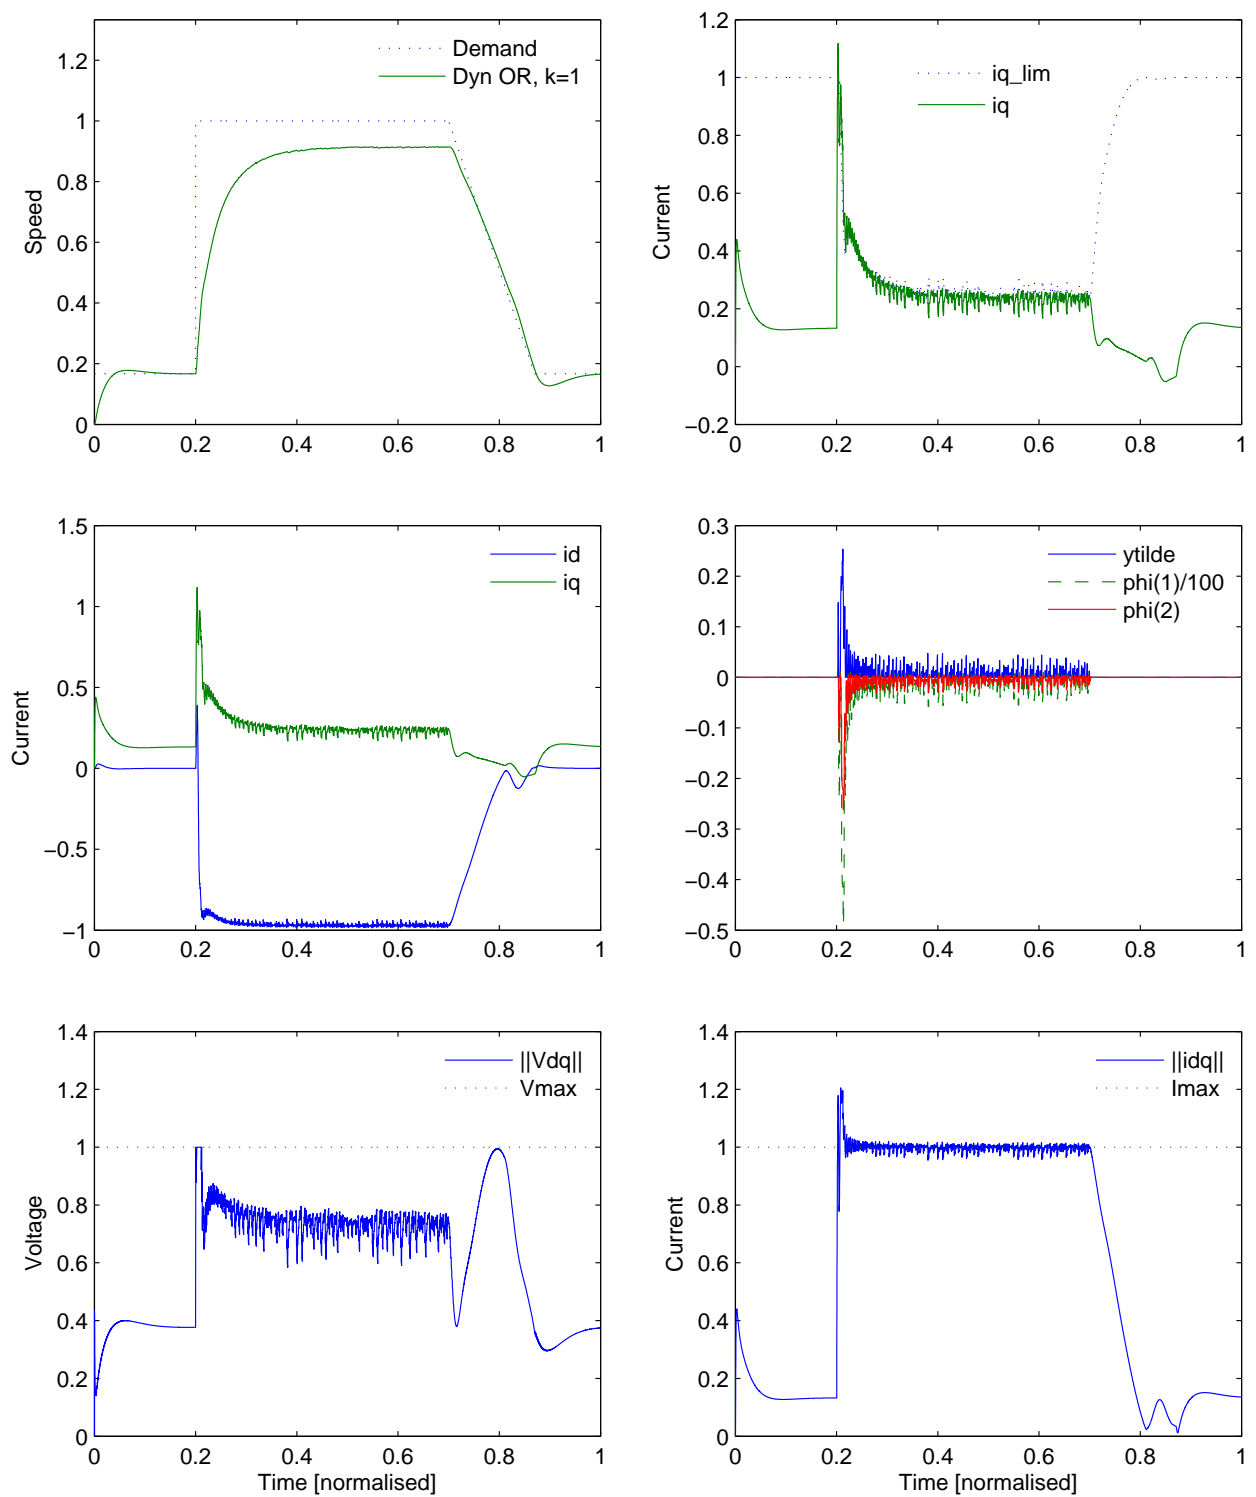 Demand
Dyn OR, k=1
Speed
1.2
1
0.8
0.6
0.4
0.2
0
0 0.2 0.4 0.6 0.8 1
iq_lim
iq
Current
1.2
1
0.8
0.6
0.4
0.2
0
−0.2
0 0.2 0.4 0.6 0.8 1
id
iq
Current
1.5
1
0.5
0
−0.5
−1
0 0.2 0.4 0.6 0.8 1
ytilde
phi(1)/100
phi(2)
0.3
0.2
0.1
0
−0.1
−0.2
−0.3
−0.4
−0.5
0 0.2 0.4 0.6 0.8 1
||Vdq||
Vmax
Voltage
1.4
1.2
1
0.8
0.6
0.4
0.2
0
0 0.2 0.4 0.6 0.8 1
Time [normalised]
||idq||
Imax
Current
1.4
1.2
1
0.8
0.6
0.4
0.2
0
0 0.2 0.4 0.6 0.8 1
Time [normalised]